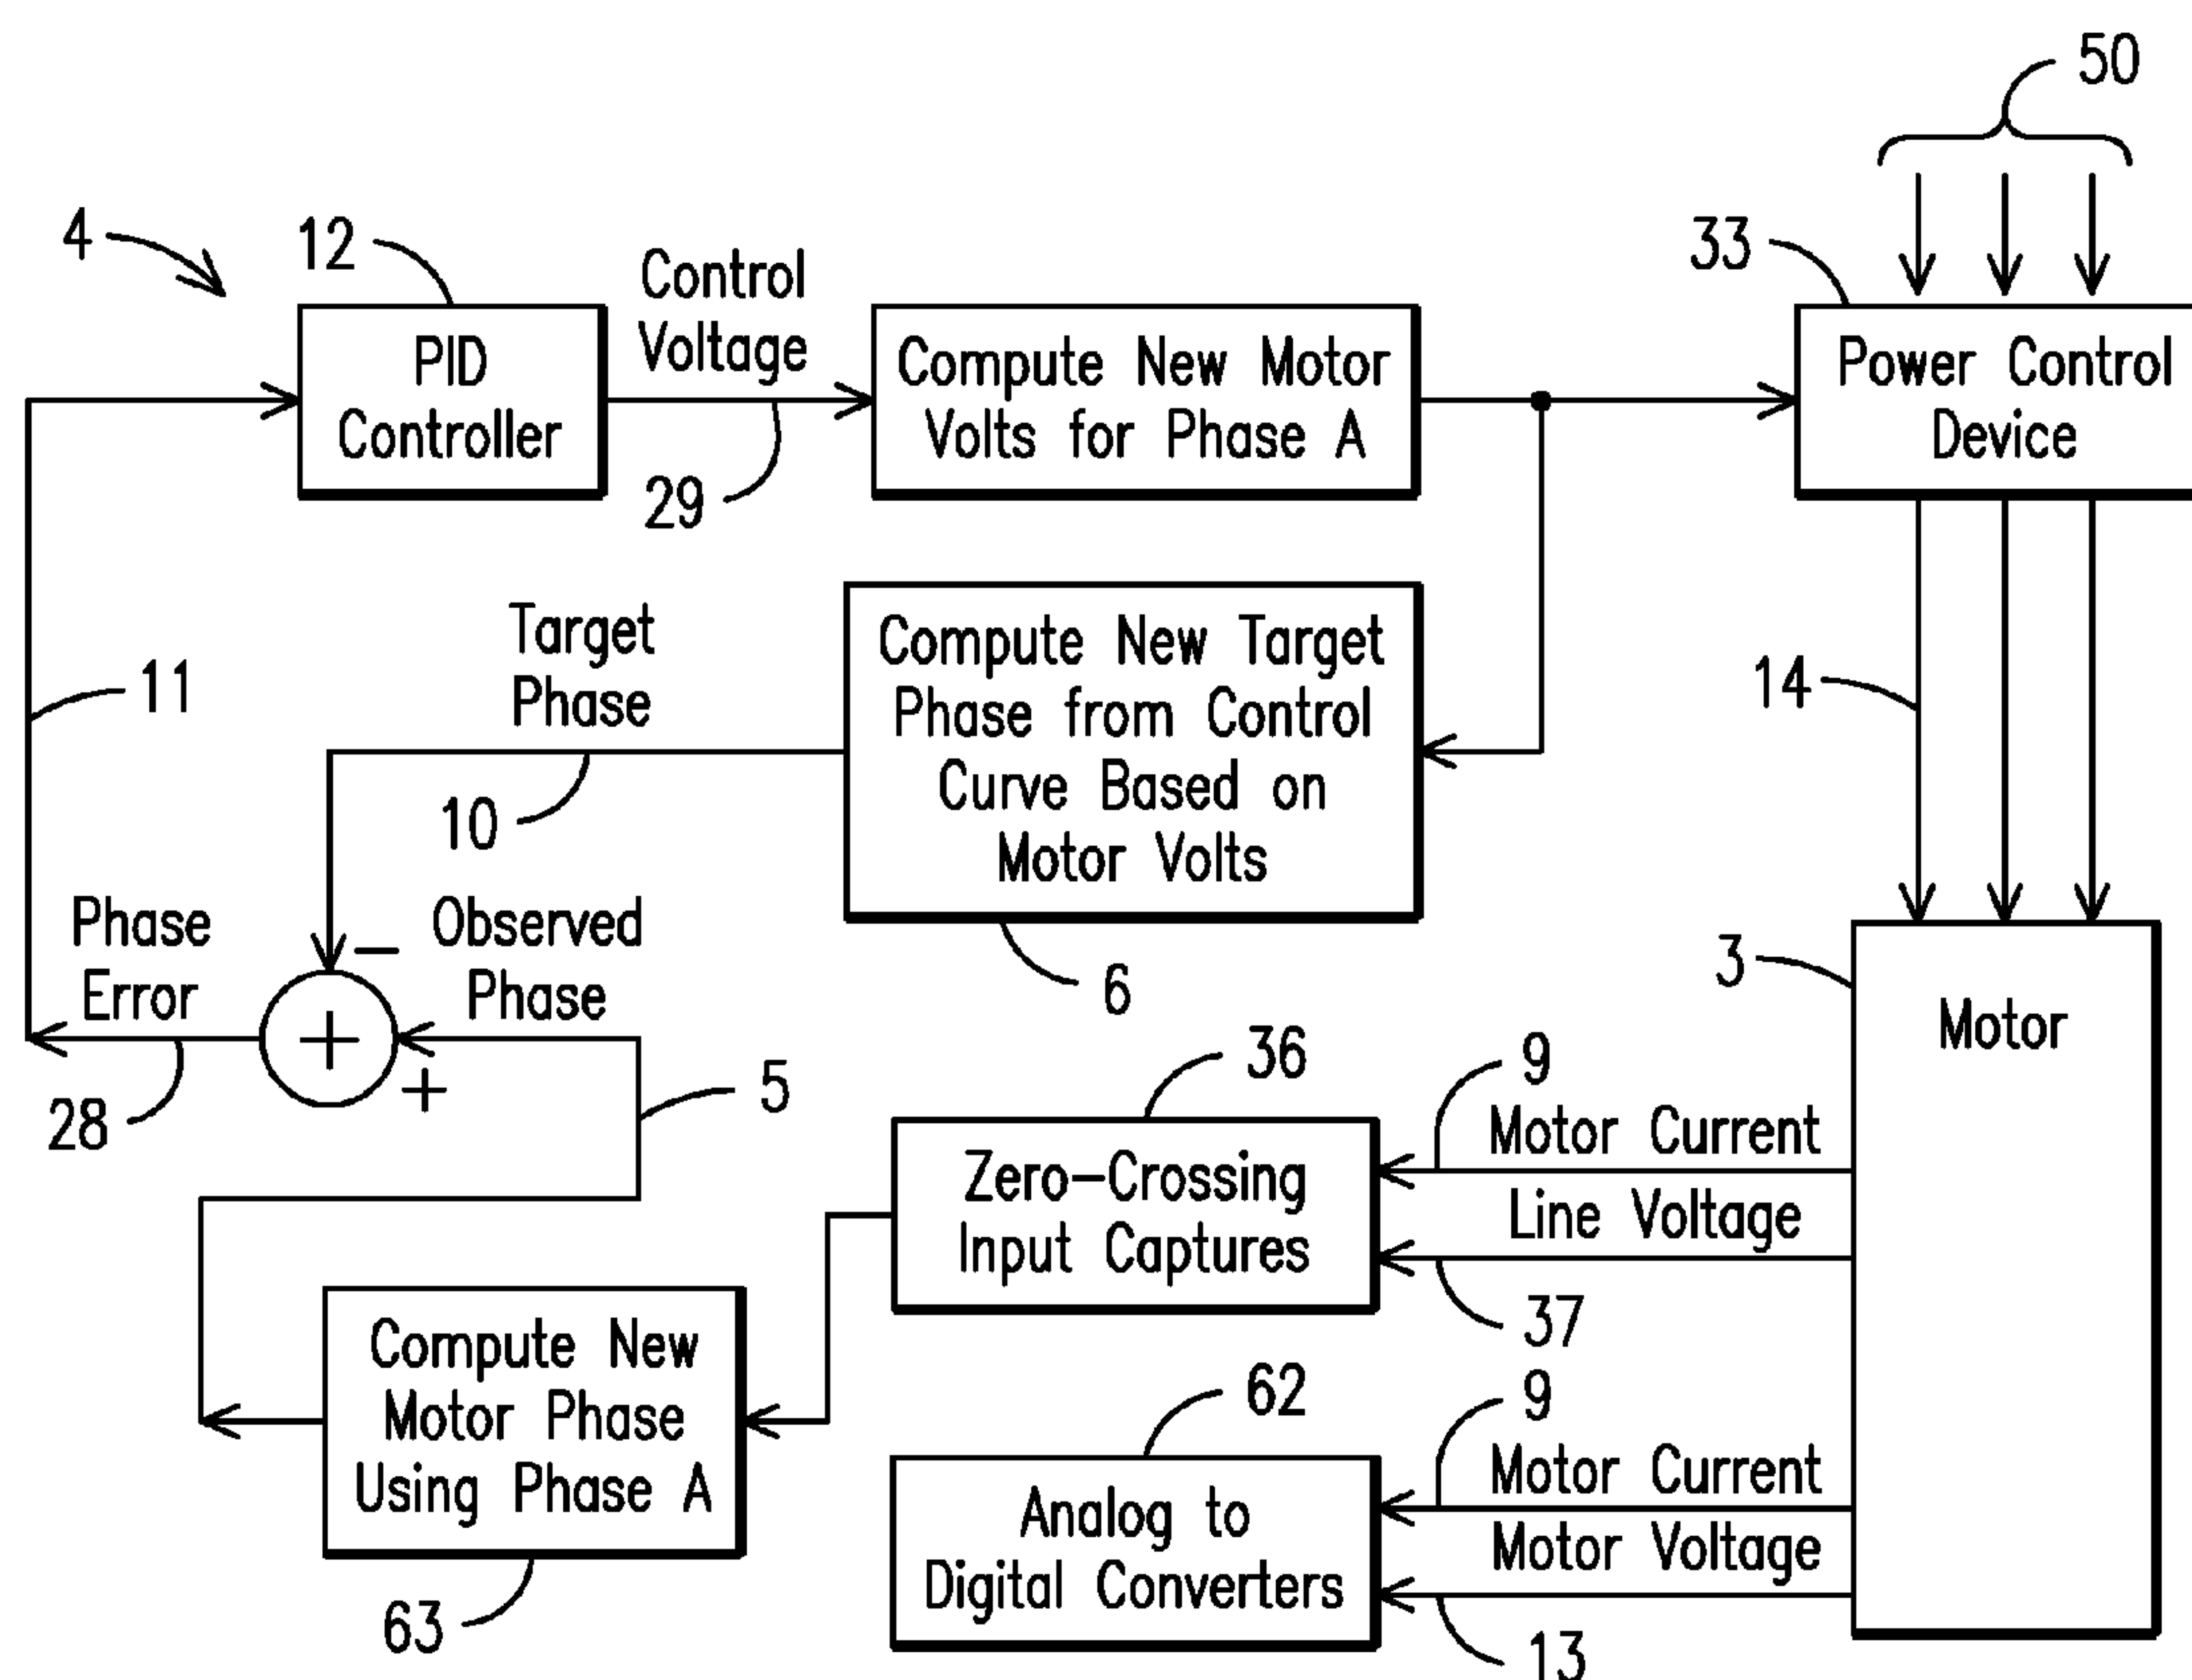 50
4
12
Control
Voltage
33
PID
Controller
Compute New Motor
Volts for Phase A
Power Control
Device
29
Target
Phase
Compute New Target
Phase from Control
Curve Based on
Motor Volts
11
14
10
Phase
Error
−
Observed
Phase
6
3
Motor
+
+
28
5
36
9
Motor Current
Zero-Crossing
Input Captures
Line Voltage
37
Compute New
Motor Phase
Using Phase A
62
9
Motor Current
Analog to
Digital Converters
Motor Voltage
63
13